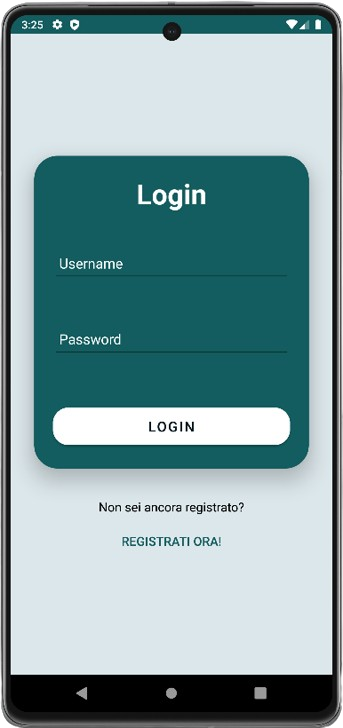 3:25
Login
Username
Password
LOGIN
Non sei ancora registrato?
REGISTRATI ORA!